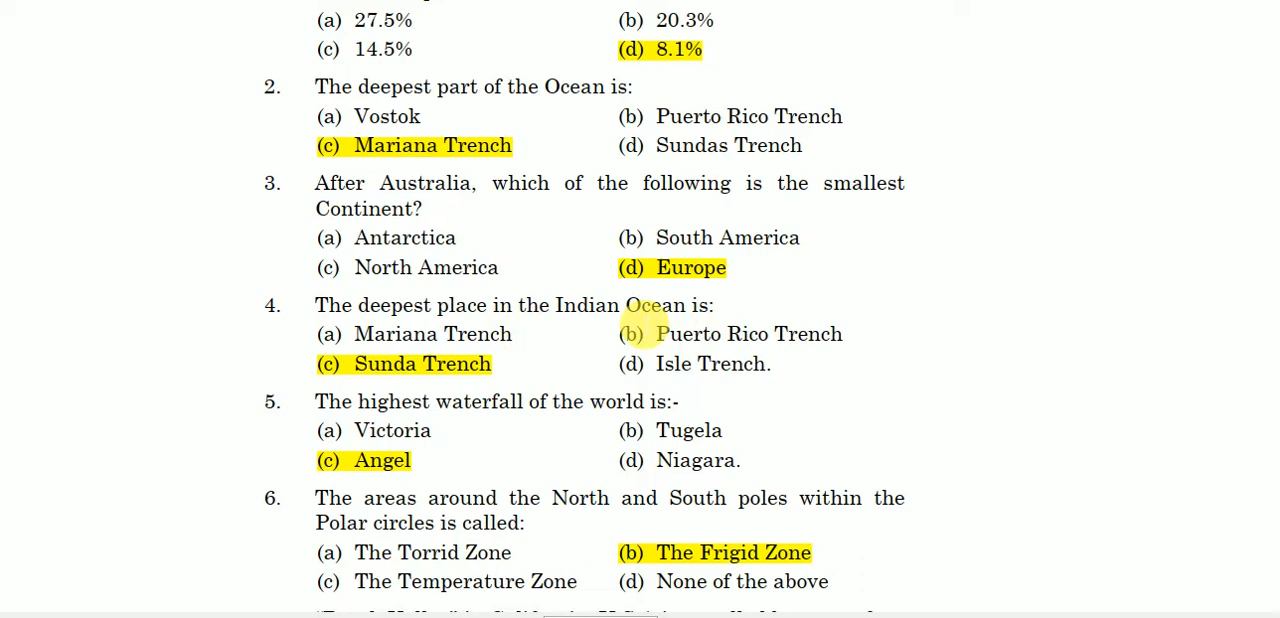 (a) 27.5% (b) 20.3%
(c) 14.5% (d) 8.1%
2. The deepest part of the Ocean is:
(a) Vostok (b) Puerto Rico Trench
(c) Mariana Trench (d) Sundas Trench
3. After Australia, which of the following is the smallest
Continent?
(a) Antarctica (b) South America
(c) North America (d) Europe
4. The deepest place in the Indian Ocean is:
(a) Mariana Trench (b) Puerto Rico Trench
(c) Sunda Trench (d) Isle Trench.
5. The highest waterfall of the world is:-
(a) Victoria (b) Tugela
(c) Angel (d) Niagara.
6. The areas around the North and South poles within the
Polar circles is called:
(a) The Torrid Zone (b) The Frigid Zone
(c) The Temperature Zone (d) None of the above